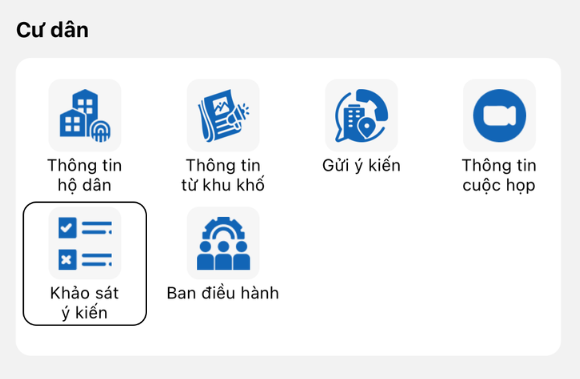 Cư dân
Thông tin
hộ dân
Thông tin
từ khu khố
Gửi ý kiến
Thông tin
cuộc họp
Khảo sát
ý kiến
Ban điều hành